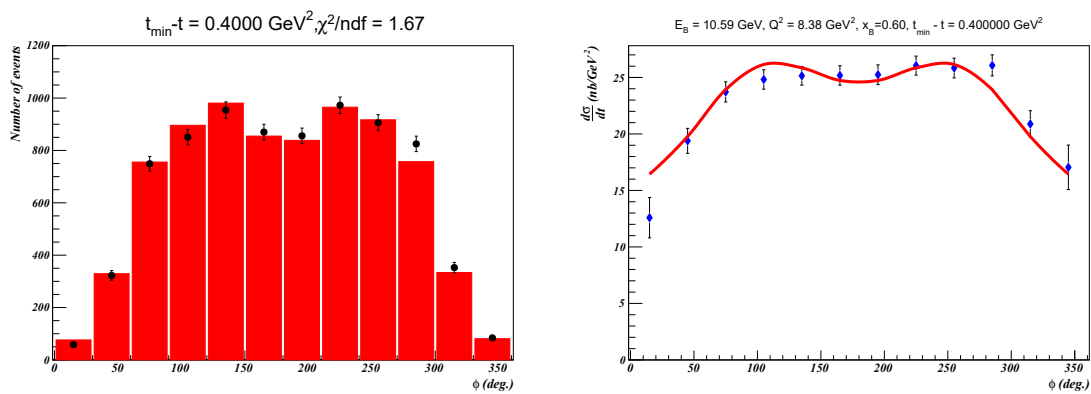 t_min-t = 0.4000 GeV²,χ²/ndf = 1.67
Number of events
1200
1000
800
600
400
200
0
0 50 100 150 200 250 300 350
ϕ (deg.)
E_B = 10.59 GeV, Q² = 8.38 GeV², x_B=0.60, t_min - t = 0.400000 GeV²
dσ/dt (nb/GeV²)
25
20
15
10
5
0
0 50 100 150 200 250 300 350
ϕ (deg.)